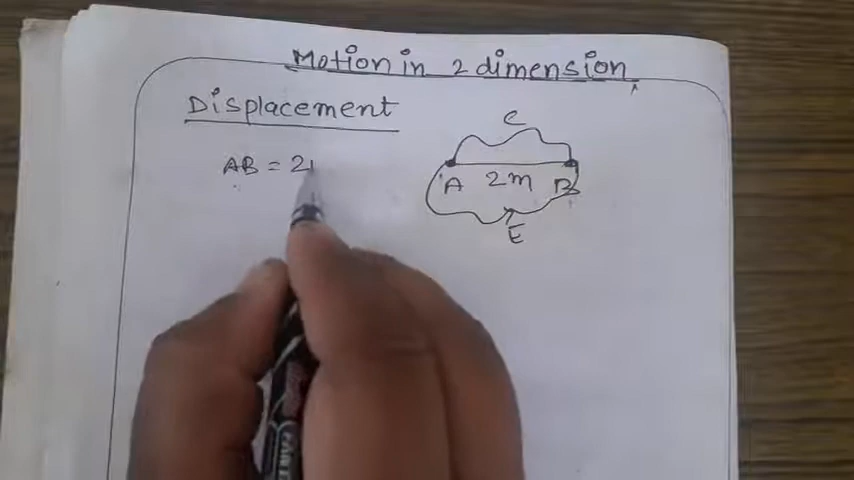 Motion in 2 dimension
Displacement
C
AB = 2
A 2m B
E